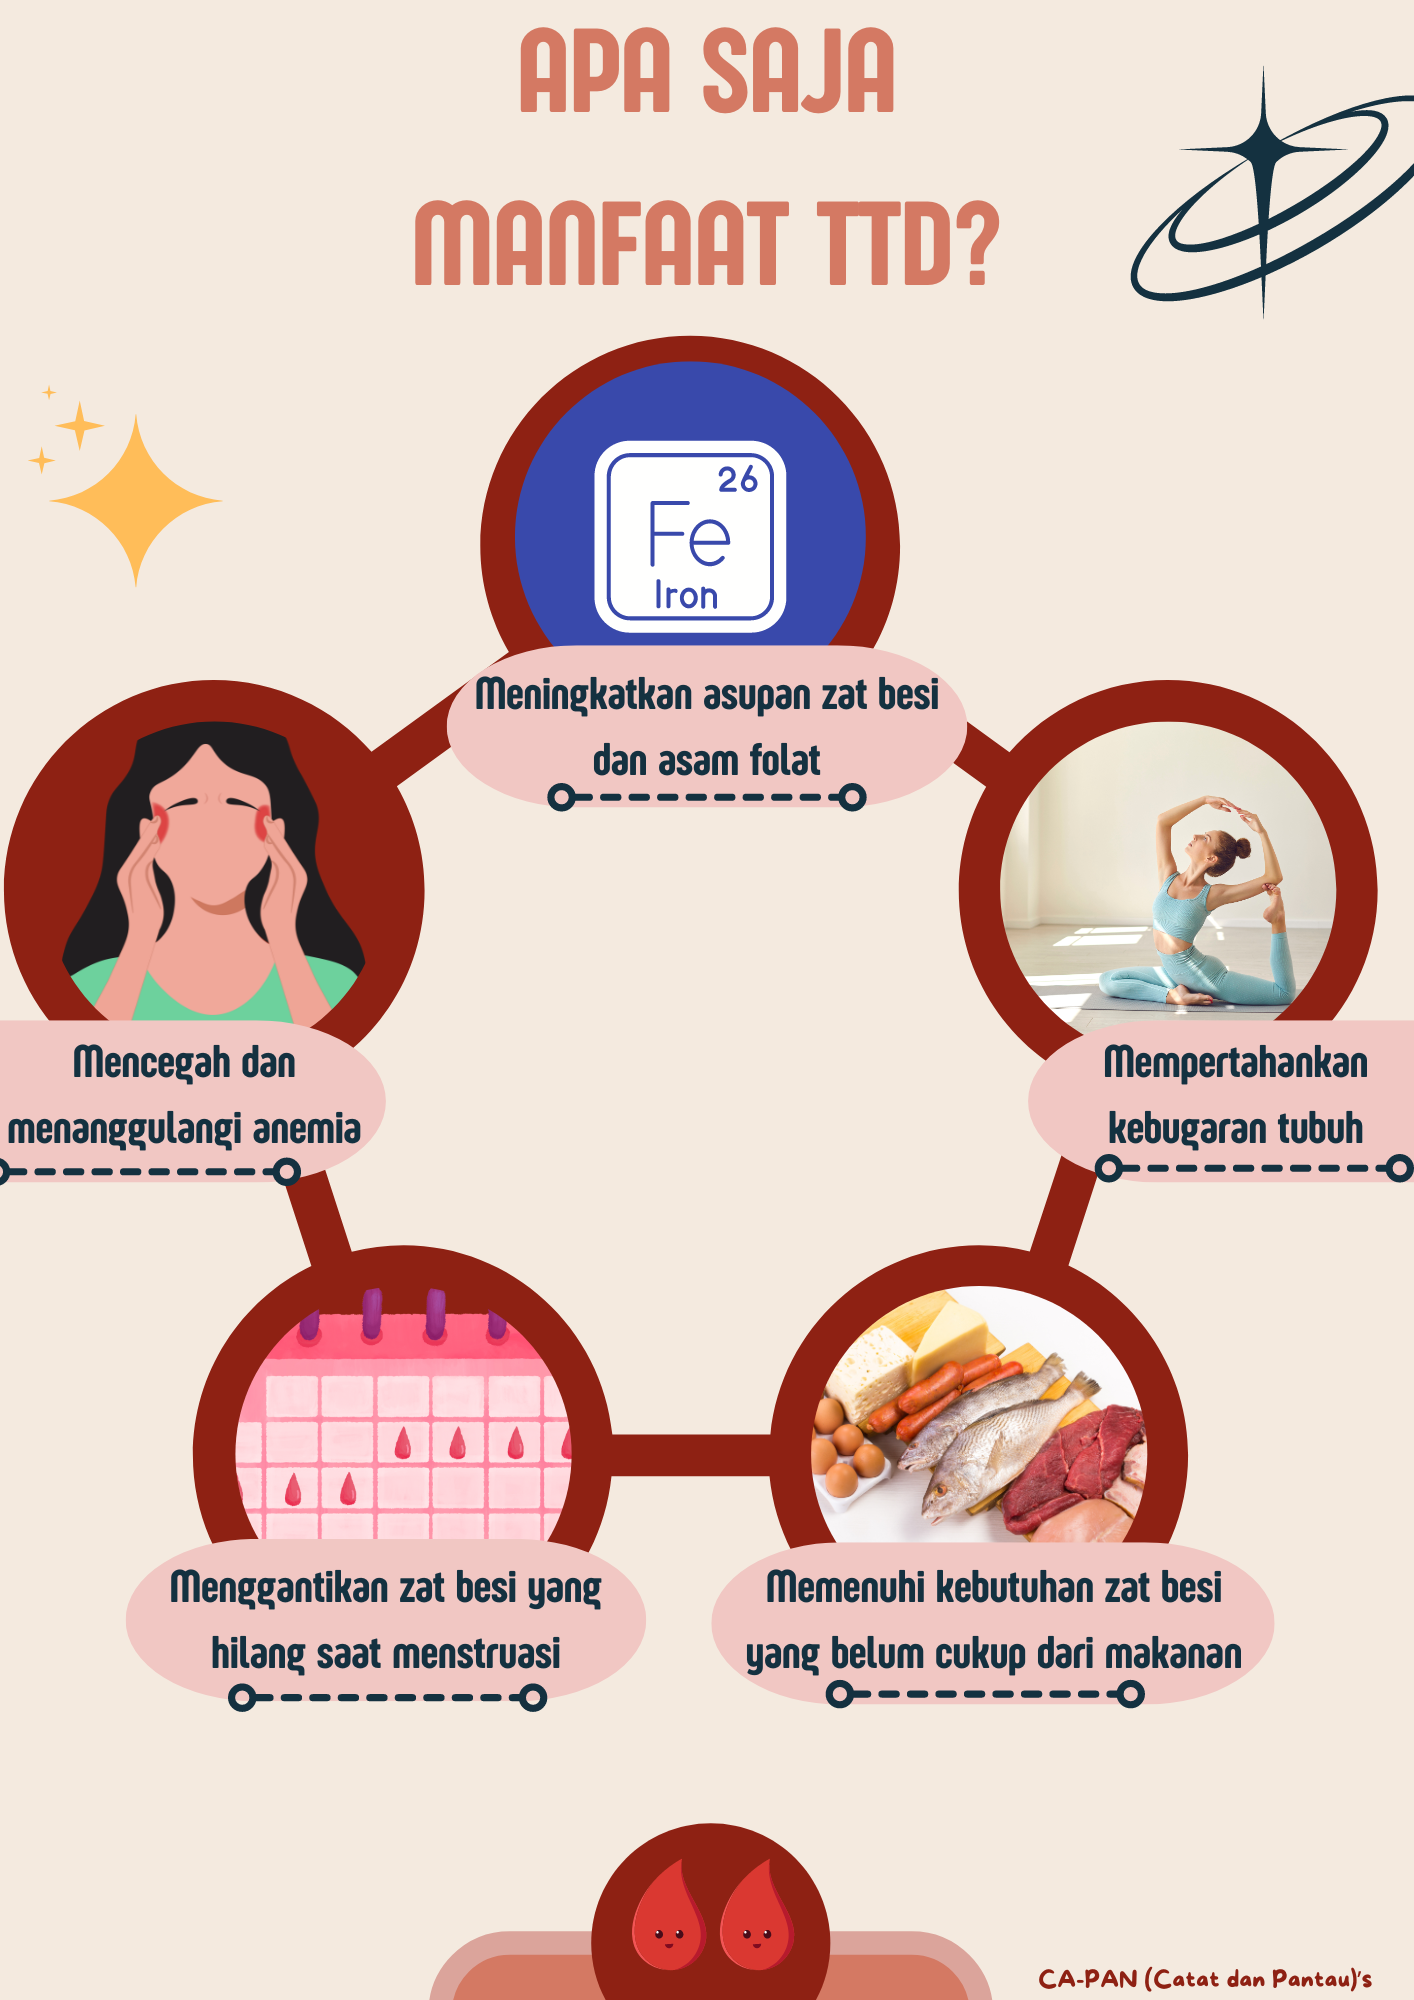 APA SAJA
MANFAAT TTD?
26
Fe
Iron
Meningkatkan asupan zat besi
dan asam folat
Mencegah dan
menanggulangi anemia
Mempertahankan
kebugaran tubuh
Menggantikan zat besi yang
hilang saat menstruasi
Memenuhi kebutuhan zat besi
yang belum cukup dari makanan
CA-PAN (Catat dan Pantau)'s